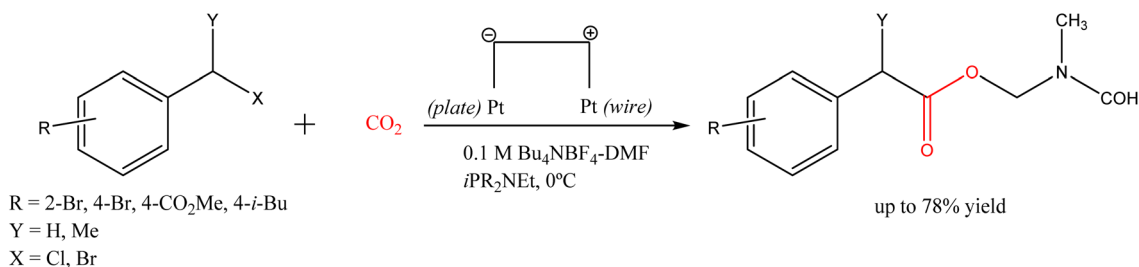 Y
X
R
+
CO₂
⊖
⊕
(plate) Pt
Pt (wire)
0.1 M Bu₄NBF₄-DMF
iPR₂NEt, 0ºC
Y
CH₃
O
N
COH
R
O
R = 2-Br, 4-Br, 4-CO₂Me, 4-i-Bu
Y = H, Me
X = Cl, Br
up to 78% yield